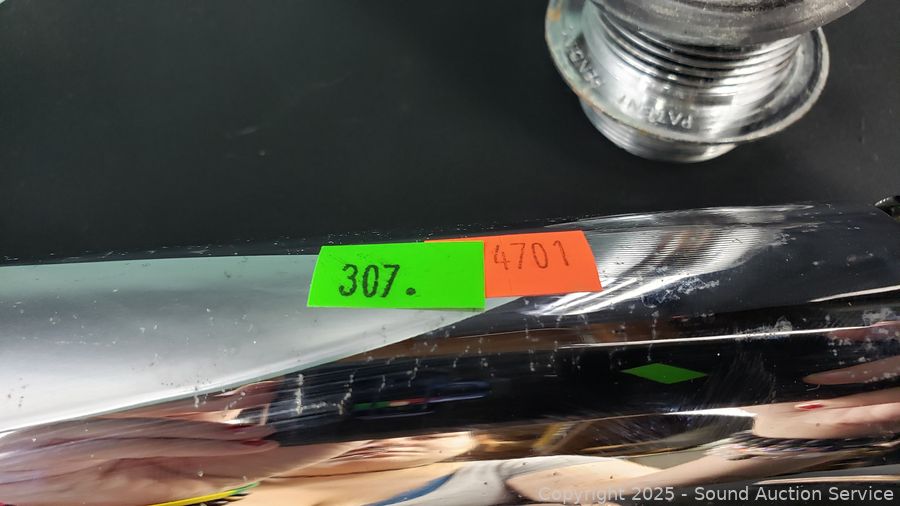 PATENT
307.
4701
Copyright 2025 - Sound Auction Service